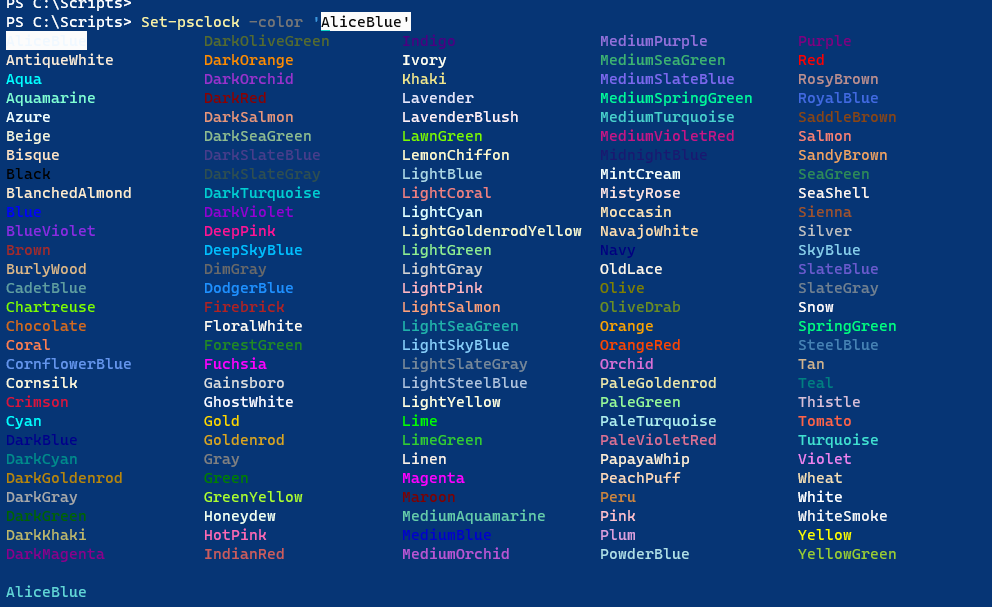 PS C:\Scripts>
PS C:\Scripts> Set-psclock -color 'AliceBlue'
AliceBlue DarkOliveGreen Indigo MediumPurple Purple
AntiqueWhite DarkOrange Ivory MediumSeaGreen Red
Aqua DarkOrchid Khaki MediumSlateBlue RosyBrown
Aquamarine DarkRed Lavender MediumSpringGreen RoyalBlue
Azure DarkSalmon LavenderBlush MediumTurquoise SaddleBrown
Beige DarkSeaGreen LawnGreen MediumVioletRed Salmon
Bisque DarkSlateBlue LemonChiffon MidnightBlue SandyBrown
Black DarkSlateGray LightBlue MintCream SeaGreen
BlanchedAlmond DarkTurquoise LightCoral MistyRose SeaShell
Blue DarkViolet LightCyan Moccasin Sienna
BlueViolet DeepPink LightGoldenrodYellow NavajoWhite Silver
Brown DeepSkyBlue LightGreen Navy SkyBlue
BurlyWood DimGray LightGray OldLace SlateBlue
CadetBlue DodgerBlue LightPink Olive SlateGray
Chartreuse Firebrick LightSalmon OliveDrab Snow
Chocolate FloralWhite LightSeaGreen Orange SpringGreen
Coral ForestGreen LightSkyBlue OrangeRed SteelBlue
CornflowerBlue Fuchsia LightSlateGray Orchid Tan
Cornsilk Gainsboro LightSteelBlue PaleGoldenrod Teal
Crimson GhostWhite LightYellow PaleGreen Thistle
Cyan Gold Lime PaleTurquoise Tomato
DarkBlue Goldenrod LimeGreen PaleVioletRed Turquoise
DarkCyan Gray Linen PapayaWhip Violet
DarkGoldenrod Green Magenta PeachPuff Wheat
DarkGray GreenYellow Maroon Peru White
DarkGreen Honeydew MediumAquamarine Pink WhiteSmoke
DarkKhaki HotPink MediumBlue Plum Yellow
DarkMagenta IndianRed MediumOrchid PowderBlue YellowGreen
AliceBlue